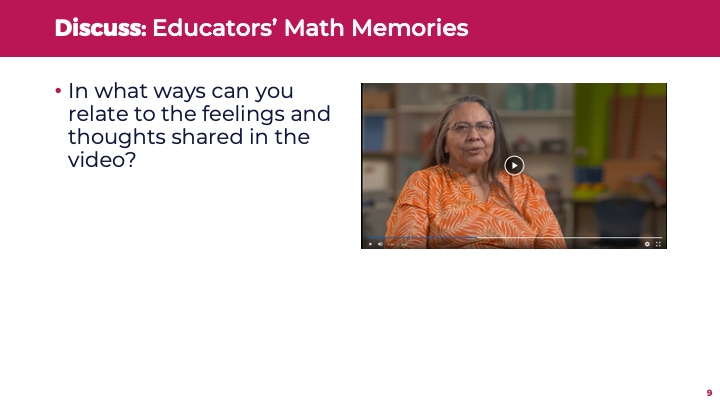 Discuss: Educators’ Math Memories
• In what ways can you
relate to the feelings and
thoughts shared in the
video?
9